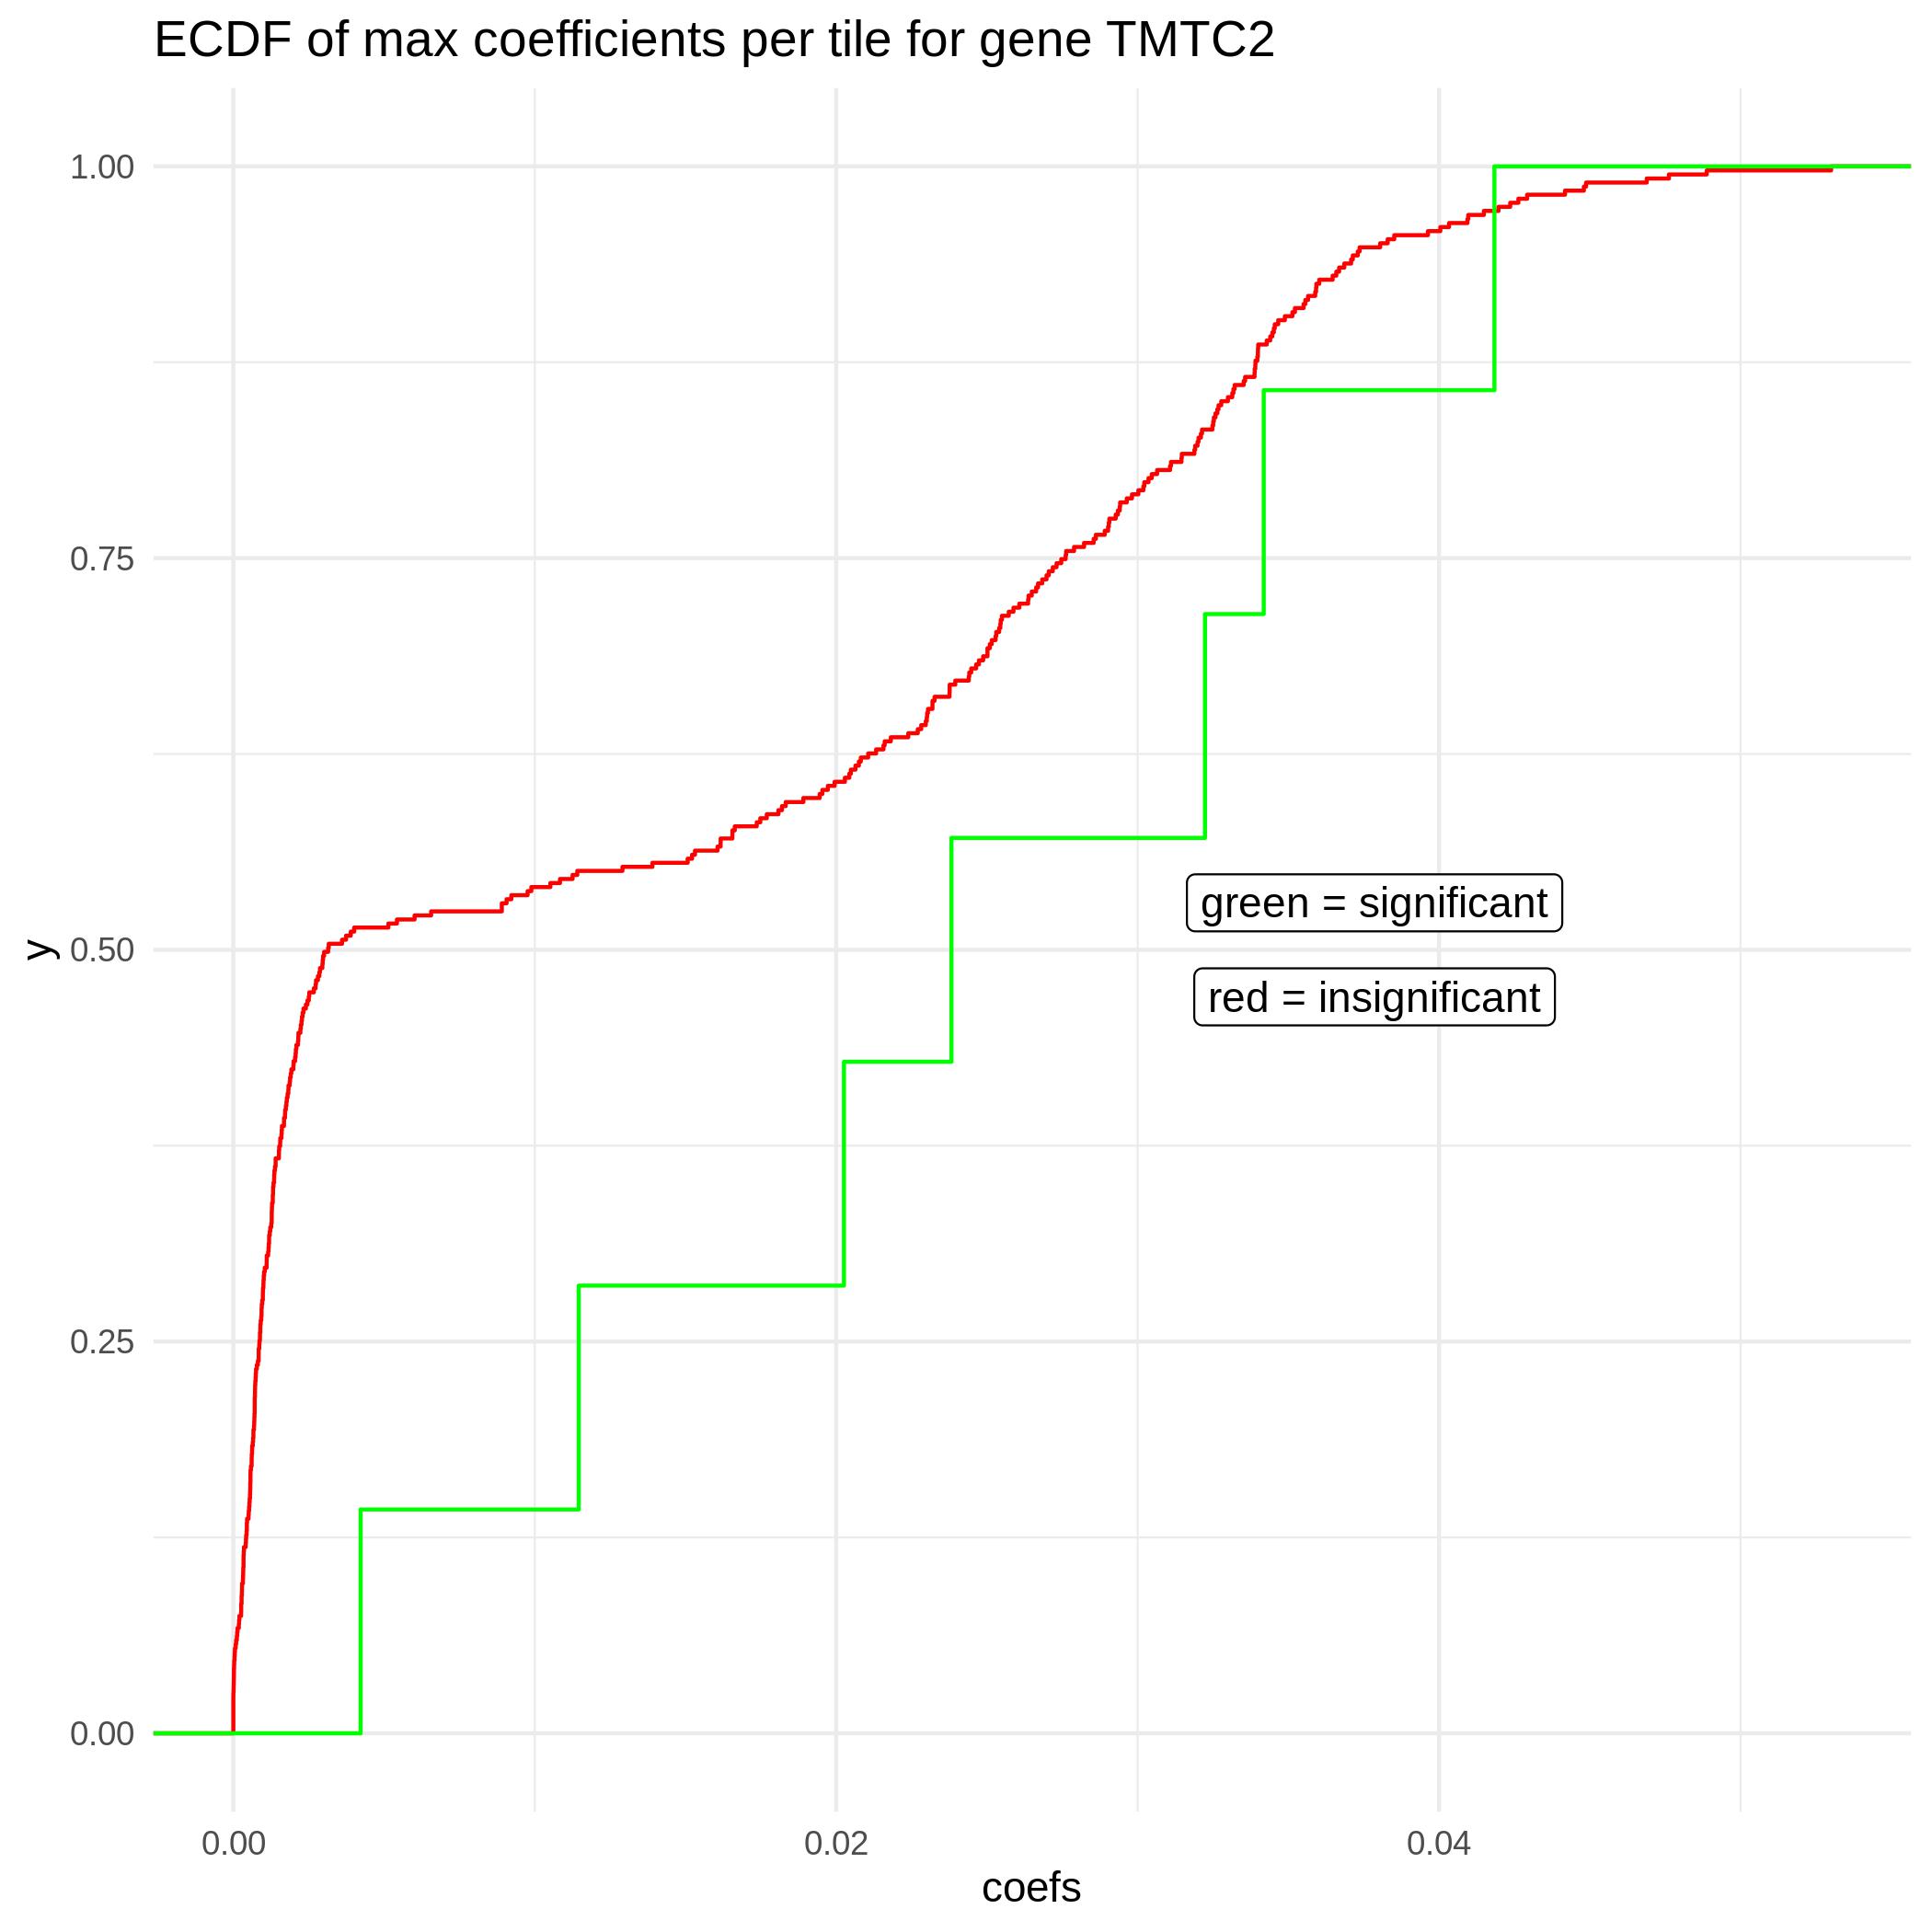 ECDF of max coefficients per tile for gene TMTC2
1.00
0.75
0.50
0.25
0.00
y
green = significant
red = insignificant
0.00 0.02 0.04
coefs